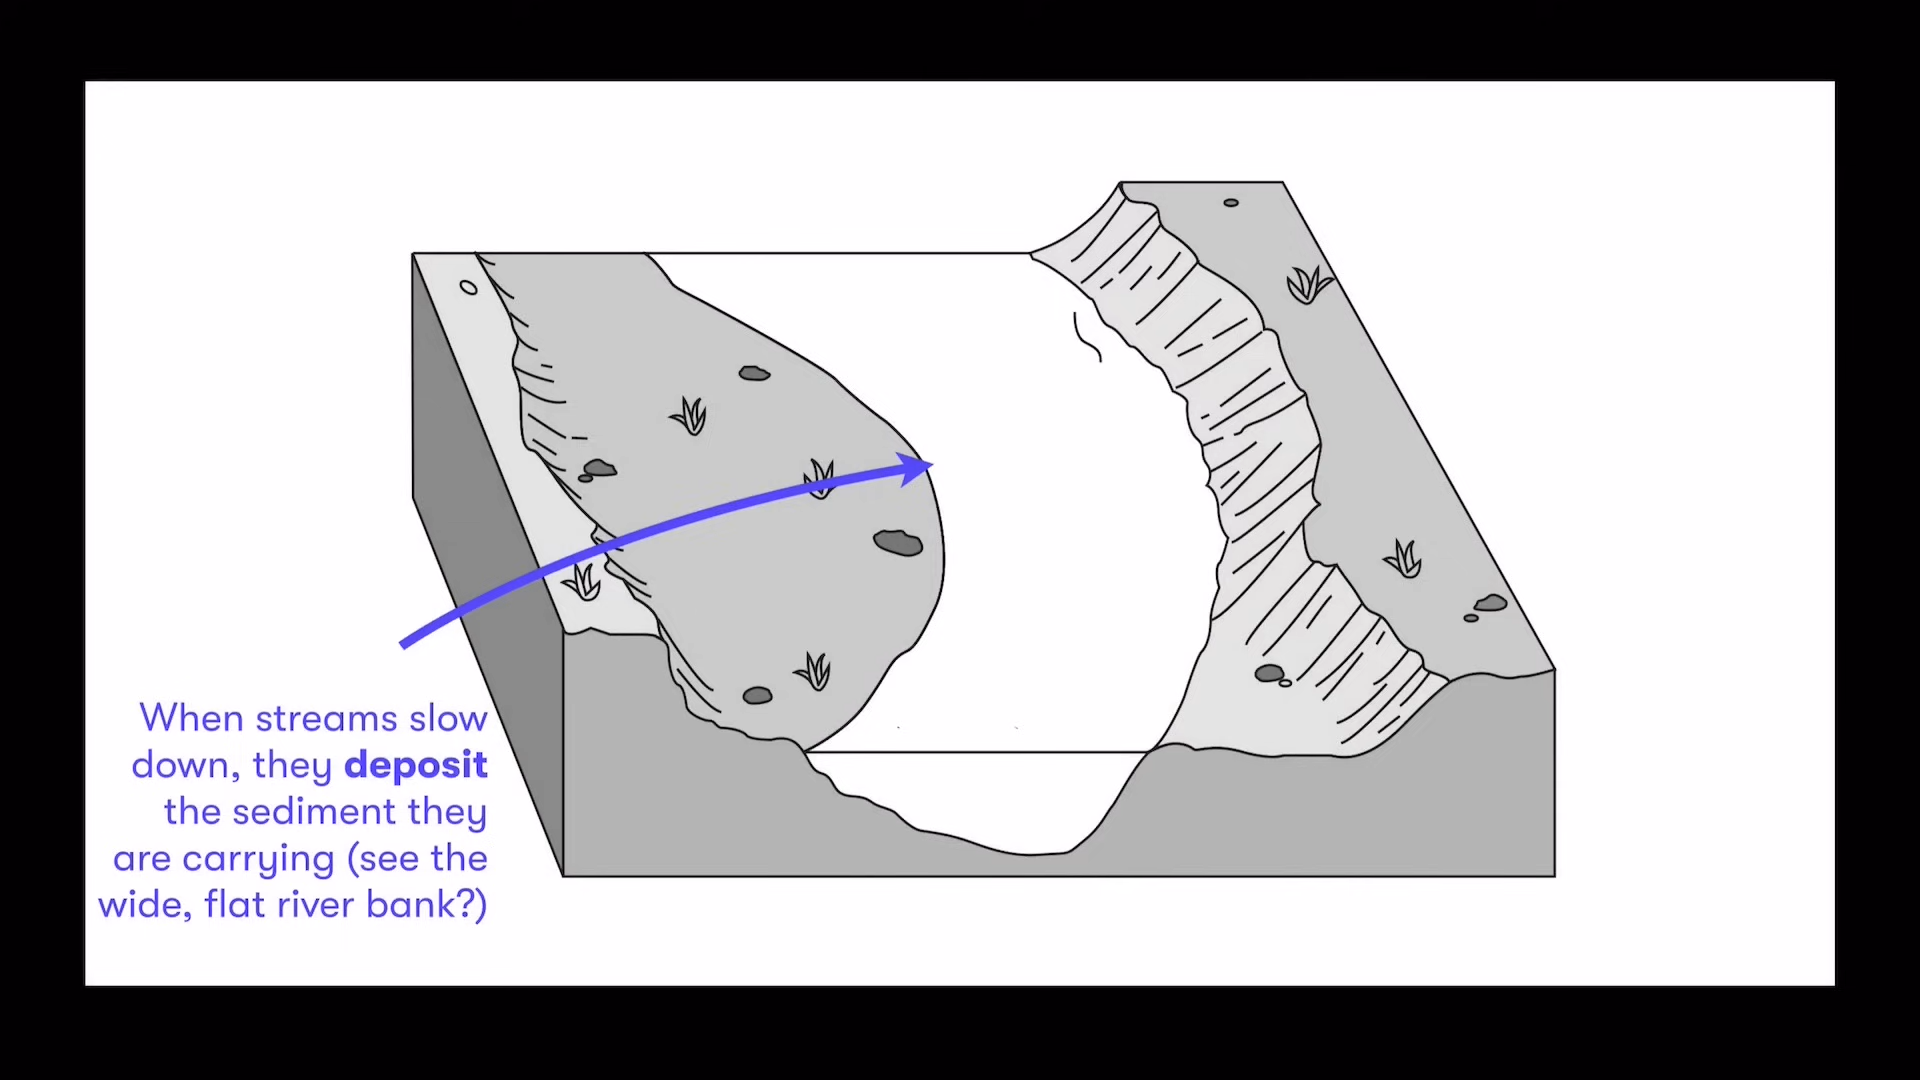 When streams slow
down, they deposit
the sediment they
are carrying (see the
wide, flat river bank?)